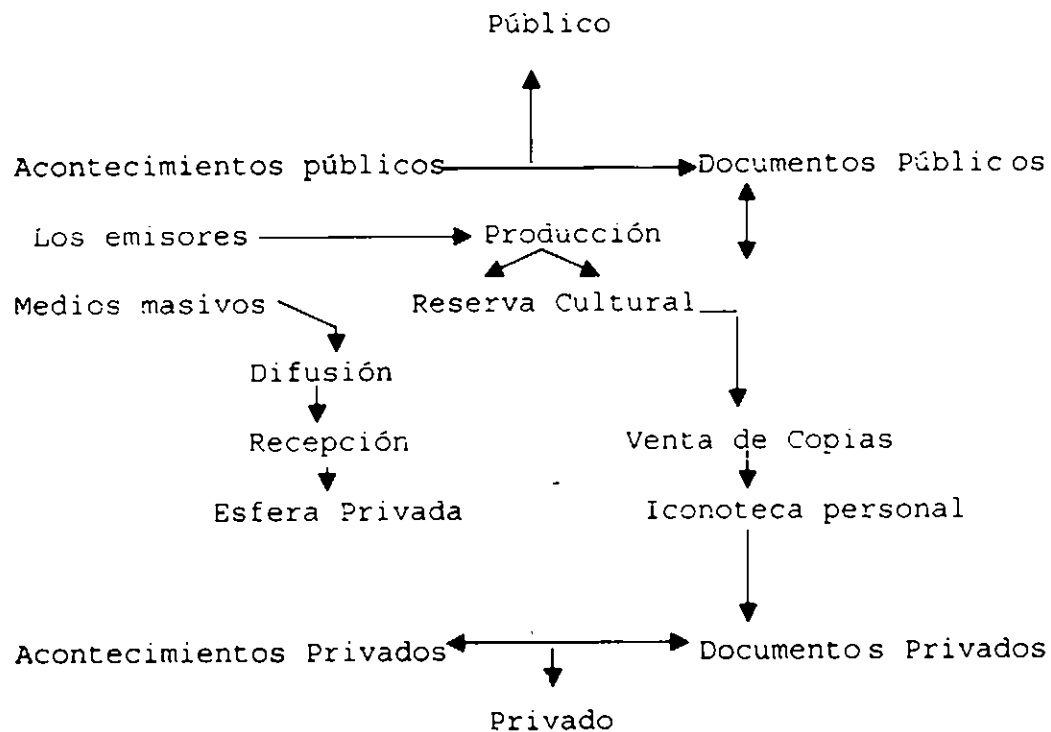 Público
Acontecimientos públicos Documentos Públicos
Los emisores Producción
Medios masivos Reserva Cultural
Difusión
Recepción Venta de Copias
Esfera Privada Iconoteca personal
Acontecimientos Privados Documentos Privados
Privado